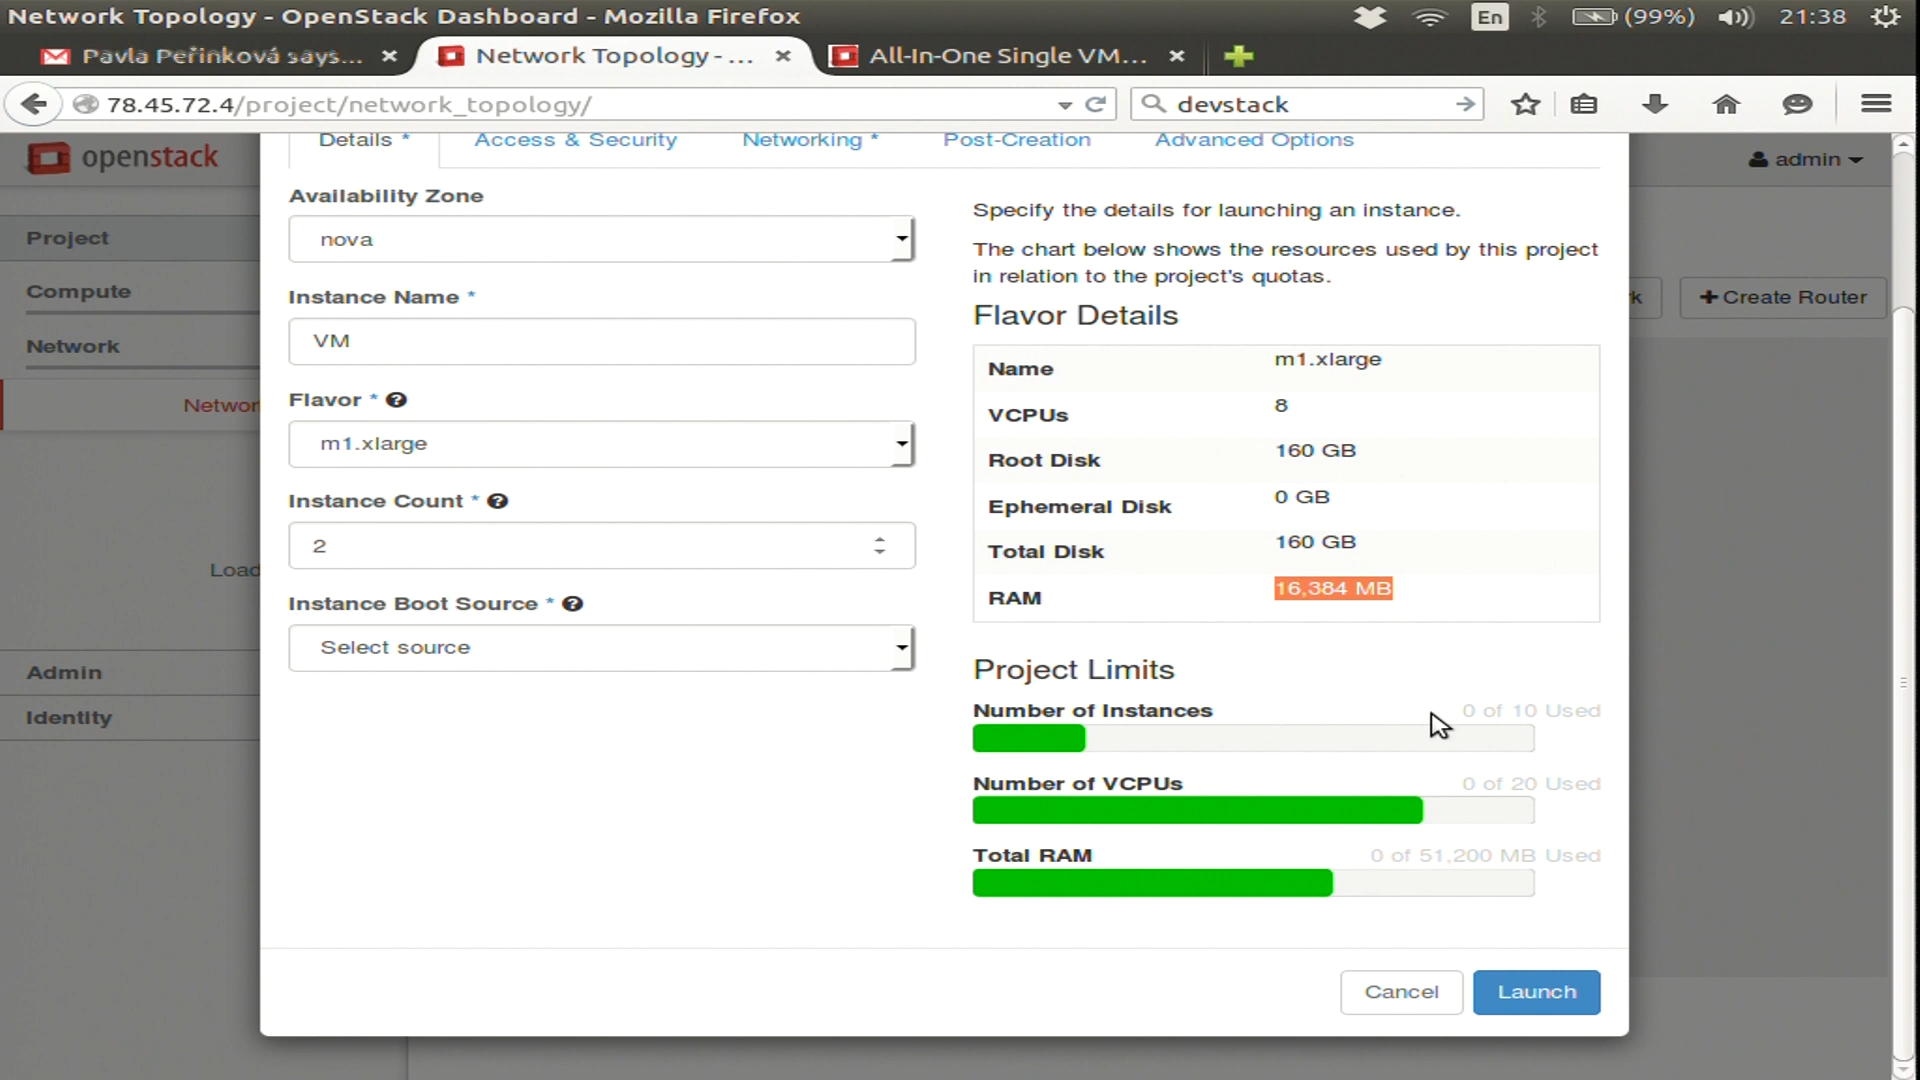 Network Topology - OpenStack Dashboard - Mozilla Firefox
En
(99%)
21:38
Pavla Peřinková says...
Network Topology - ...
All-In-One Single VM...
78.45.72.4/project/network_topology/
devstack
openstack
admin
Details *
Access & Security
Networking *
Post-Creation
Advanced Options
Project
Compute
Network
Networ
Load
Admin
Identity
k
Create Router
Availability Zone
nova
Instance Name *
VM
Flavor *
m1.xlarge
Instance Count *
2
Instance Boot Source *
Select source
Specify the details for launching an instance.
The chart below shows the resources used by this project
in relation to the project's quotas.
Flavor Details
Name m1.xlarge
VCPUs 8
Root Disk 160 GB
Ephemeral Disk 0 GB
Total Disk 160 GB
RAM 16,384 MB
Project Limits
Number of Instances 0 of 10 Used
Number of VCPUs 0 of 20 Used
Total RAM 0 of 51,200 MB Used
Cancel
Launch